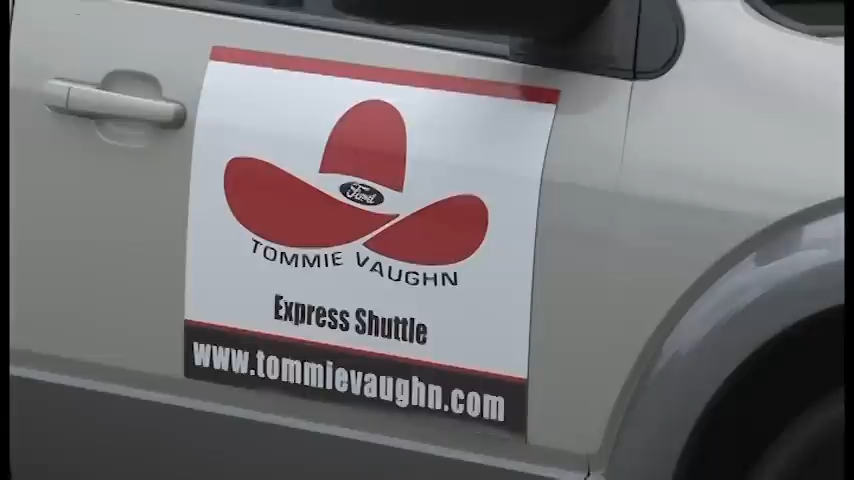 Ford
TOMMIE VAUGHN
Express Shuttle
www.tommievaughn.com